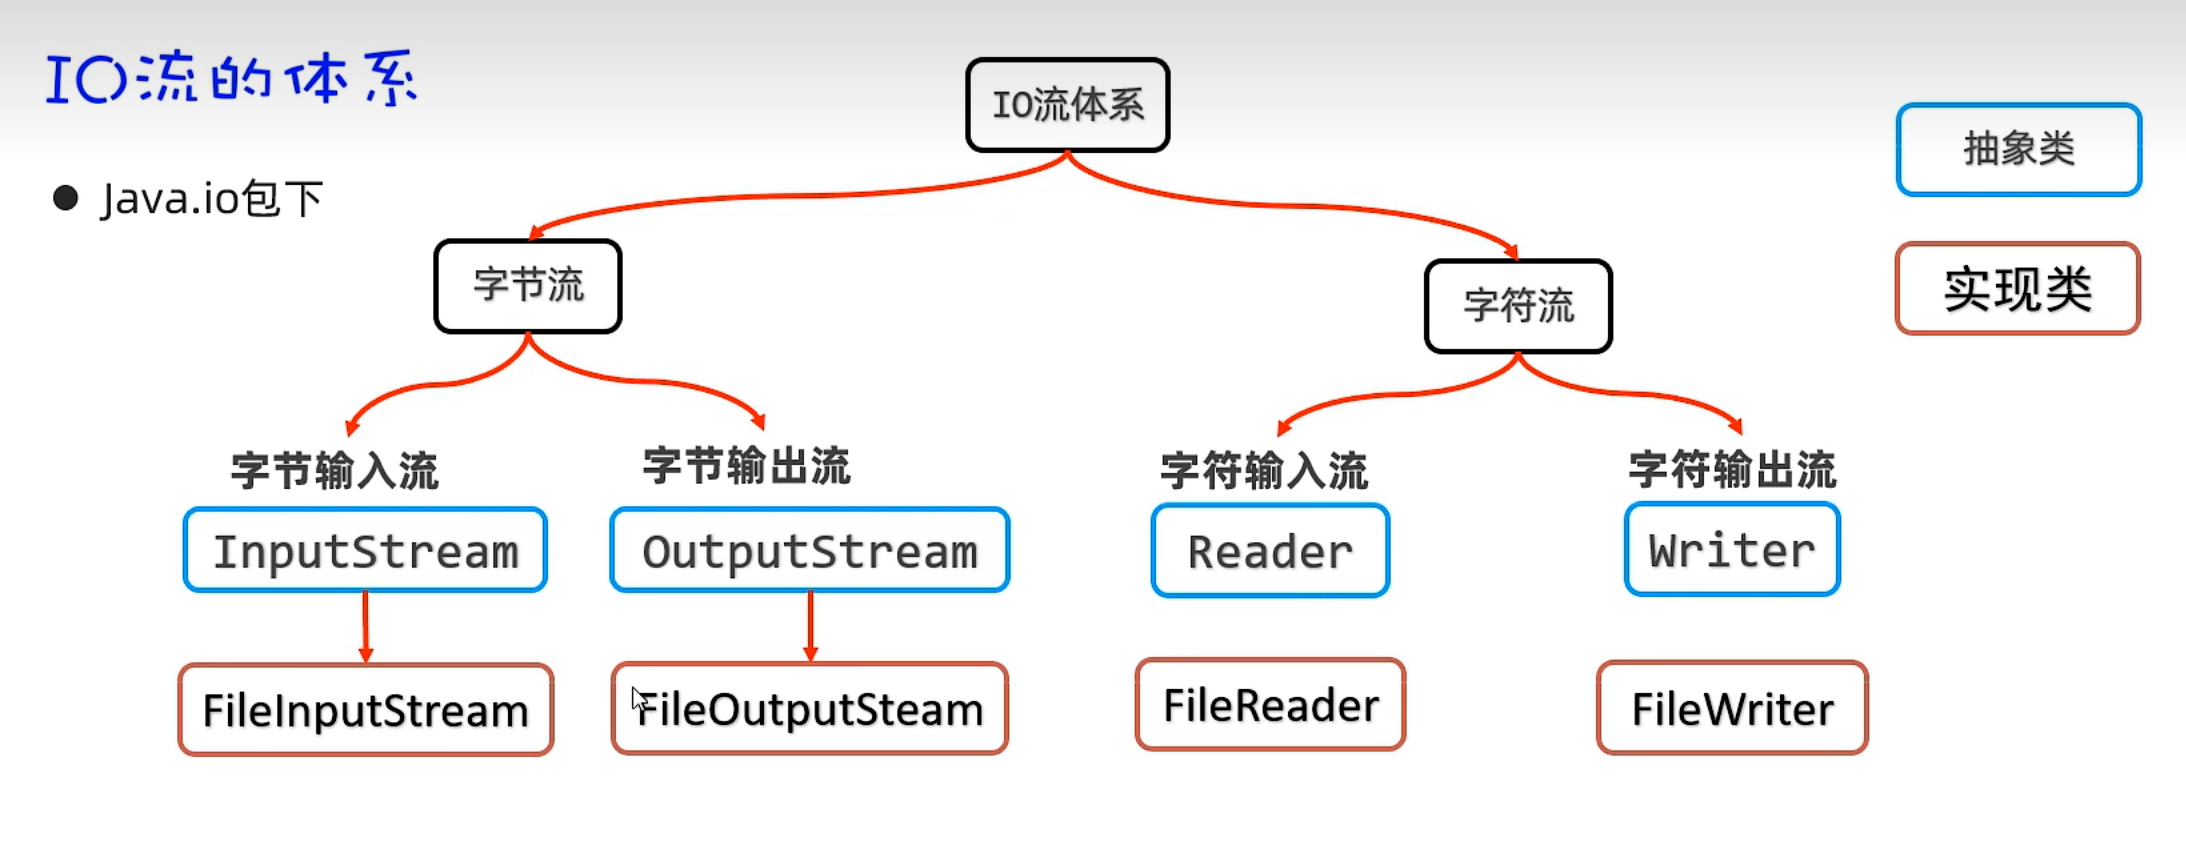 IO流的体系
IO流体系
抽象类
Java.io包下
字节流
字符流
实现类
字节输入流
字节输出流
字符输入流
字符输出流
InputStream
OutputStream
Reader
Writer
FileInputStream
FileOutputSteam
FileReader
FileWriter